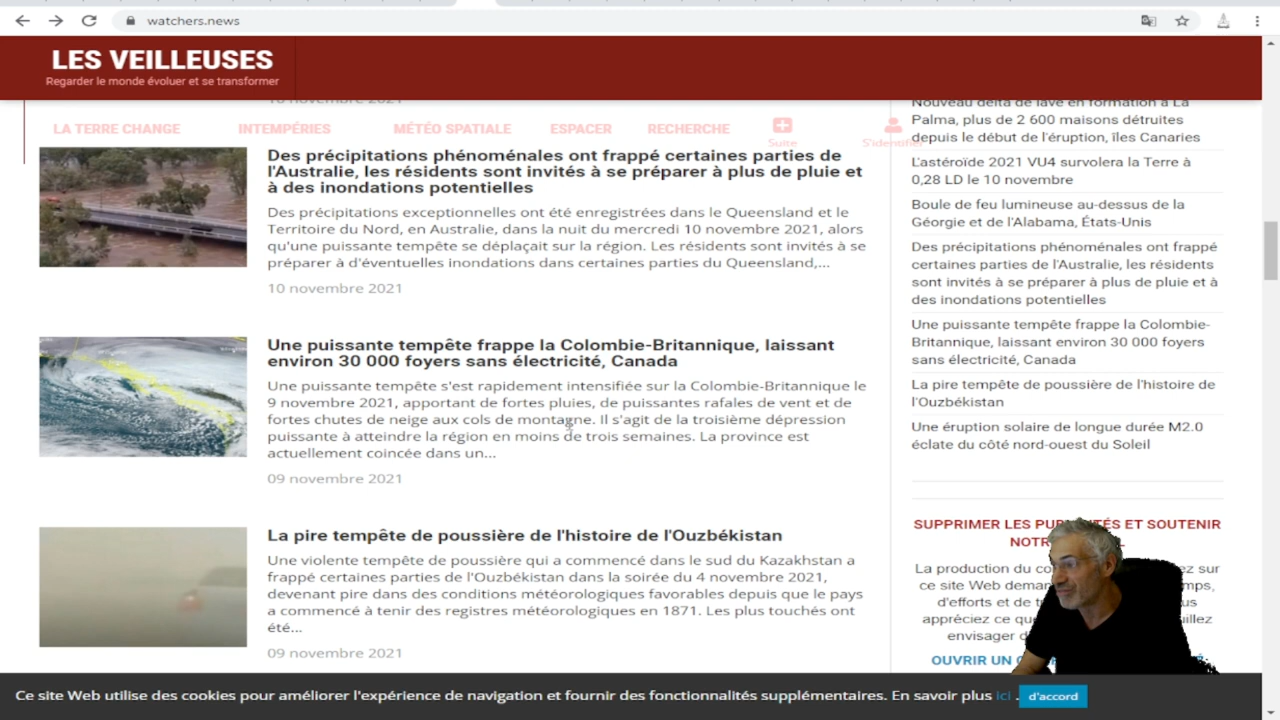 watchers.news
LES VEILLEUSES
Regarder le monde évoluer et se transformer
LA TERRE CHANGE
INTEMPÉRIES
MÉTÉO SPATIALE
ESPACER
RECHERCHE
Suite
S'identifier
Des précipitations phénoménales ont frappé certaines parties de
l'Australie, les résidents sont invités à se préparer à plus de pluie et
à des inondations potentielles
Des précipitations exceptionnelles ont été enregistrées dans le Queensland et le
Territoire du Nord, en Australie, dans la nuit du mercredi 10 novembre 2021, alors
qu'une puissante tempête se déplaçait sur la région. Les résidents sont invités à se
préparer à d'éventuelles inondations dans certaines parties du Queensland,...
10 novembre 2021
Une puissante tempête frappe la Colombie-Britannique, laissant
environ 30 000 foyers sans électricité, Canada
Une puissante tempête s'est rapidement intensifiée sur la Colombie-Britannique le
9 novembre 2021, apportant de fortes pluies, de puissantes rafales de vent et de
fortes chutes de neige aux cols de montagne. Il s'agit de la troisième dépression
puissante à atteindre la région en moins de trois semaines. La province est
actuellement coincée dans un...
09 novembre 2021
La pire tempête de poussière de l'histoire de l'Ouzbékistan
Une violente tempête de poussière qui a commencé dans le sud du Kazakhstan a
frappé certaines parties de l'Ouzbékistan dans la soirée du 4 novembre 2021,
devenant pire dans des conditions météorologiques favorables depuis que le pays
a commencé à tenir des registres météorologiques en 1871. Les plus touchés ont
été...
09 novembre 2021
Nouveau delta de lave en formation à La
Palma, plus de 2 600 maisons détruites
depuis le début de l'éruption, îles Canaries
L'astéroïde 2021 VU4 survolera la Terre à
0,28 LD le 10 novembre
Boule de feu lumineuse au-dessus de la
Géorgie et de l'Alabama, États-Unis
Des précipitations phénoménales ont frappé
certaines parties de l'Australie, les résidents
sont invités à se préparer à plus de pluie et à
des inondations potentielles
Une puissante tempête frappe la Colombie-
Britannique, laissant environ 30 000 foyers
sans électricité, Canada
La pire tempête de poussière de l'histoire de
l'Ouzbékistan
Une éruption solaire de longue durée M2.0
éclate du côté nord-ouest du Soleil
SUPPRIMER LES ET SOUTENIR
La production du sur
ce site Web
d'efforts et de
appréciez ce
envisager
OUVRIR UN
Ce site Web utilise des cookies pour améliorer l'expérience de navigation et fournir des fonctionnalités supplémentaires. En savoir plus ici .
d'accord